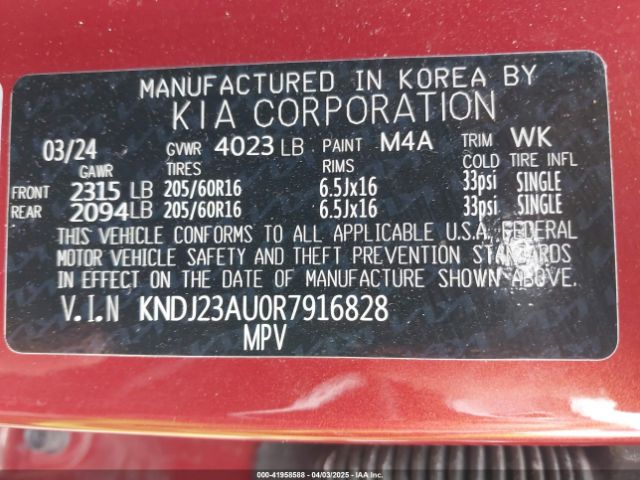 MANUFACTURED IN KOREA BY
KIA CORPORATION
03/24 GVWR 4023 LB PAINT M4A TRIM WK
GAWR TIRES RIMS COLD TIRE INFL
FRONT 2315 LB 205/60R16 6.5Jx16 33psi SINGLE
REAR 2094 LB 205/60R16 6.5Jx16 33psi SINGLE
THIS VEHICLE CONFORMS TO ALL APPLICABLE U.S.A. FEDERAL
MOTOR VEHICLE SAFETY AND THEFT PREVENTION STANDARDS
IN EFFECT ON THE DATE OF MANUFACTURE SHOWN ABOVE.
V.I.N KNDJ23AU0R7916828
MPV
000-41958588 04/03/2025 IAA Inc.